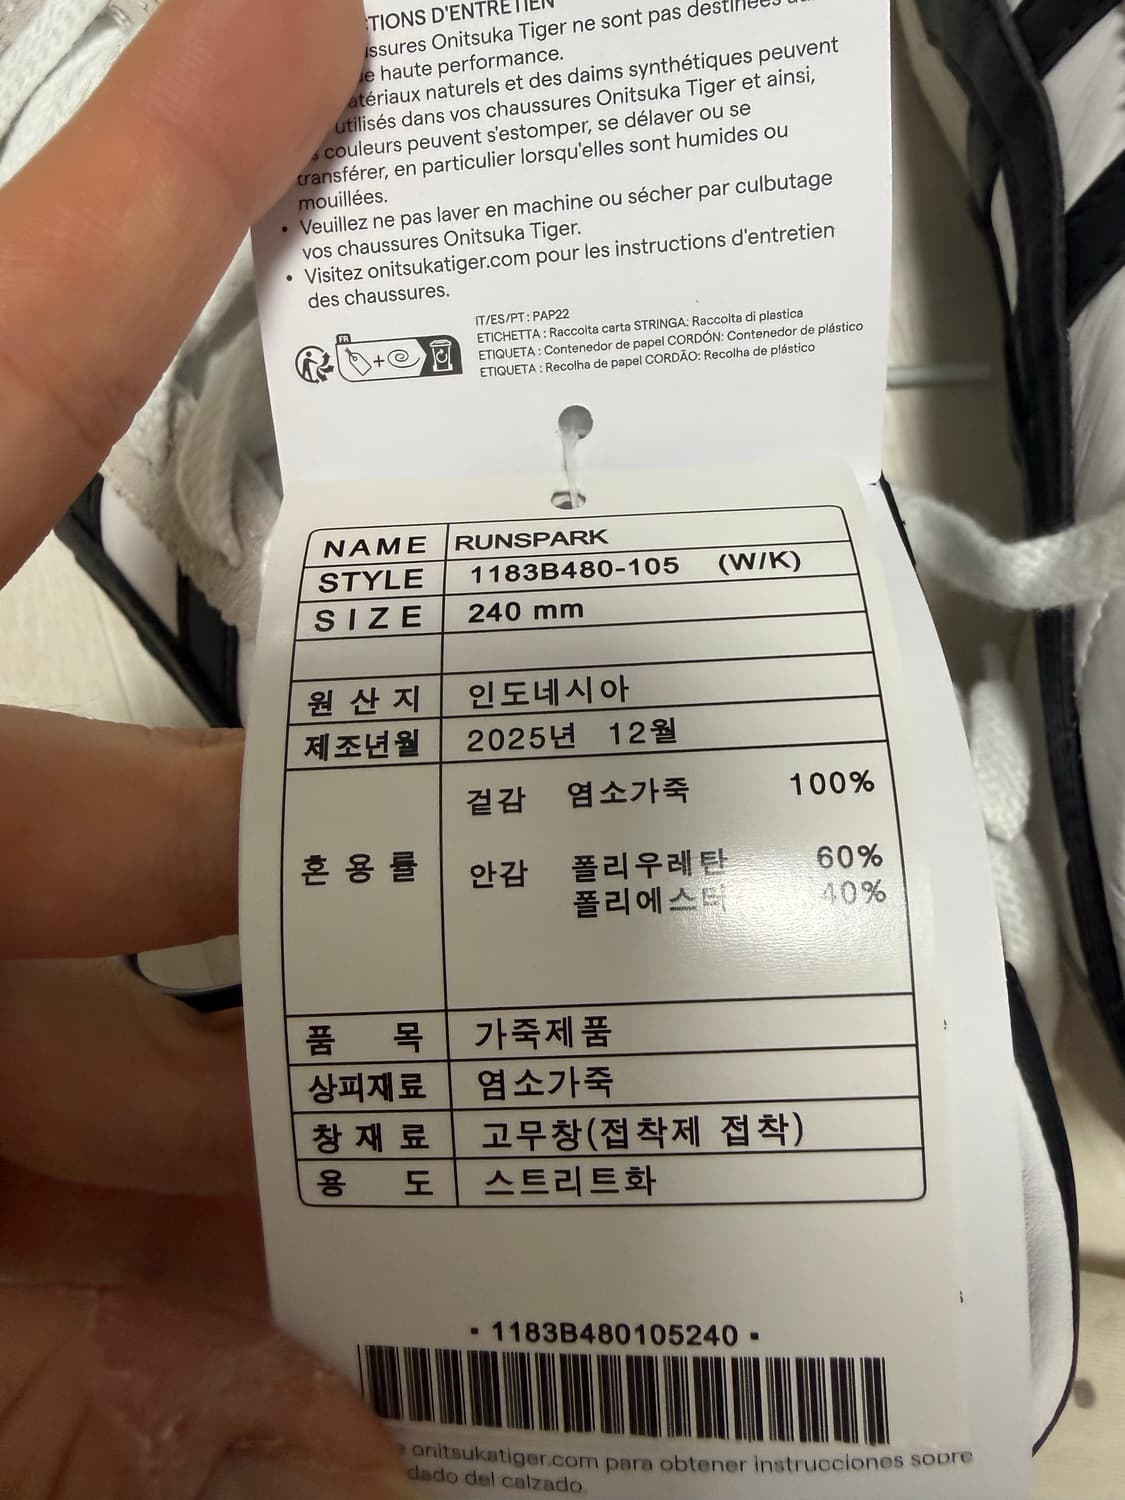 CTIONS D'ENTRETIEN
Onitsuka Tiger ne sont pas destinées
haute performance.
naturels et des daims synthétiques peuvent
utilisés dans vos chaussures Onitsuka Tiger et ainsi,
couleurs peuvent s'estomper, se délaver ou se
transférer, en particulier lorsqu'elles sont humides ou
mouillées.
• Veuillez ne pas laver en machine ou sécher par culbutage
vos chaussures Onitsuka Tiger.
• Visitez onitsukatiger.com pour les instructions d'entretien
des chaussures.
FR
IT/ES/PT : PAP22
ETICHETTA : Raccolta carta STRINGA: Raccolta di plastica
ETIQUETA : Contenedor de papel CORDÓN: Contenedor de plástico
ETIQUETA : Recolha de papel CORDÃO: Recolha de plástico
NAME RUNSPARK
STYLE 1183B480-105 (W/K)
SIZE 240 mm
원산지 인도네시아
제조년월 2025년 12월
겉감 염소가죽 100%
혼용률 안감 폴리우레탄 60%
폴리에스터 40%
품목 가죽제품
상피재료 염소가죽
창재료 고무창(접착제 접착)
용도 스트리트화
• 1183B480105240 •
onitsukatiger.com para obtener instrucciones sobre
dado del calzado.